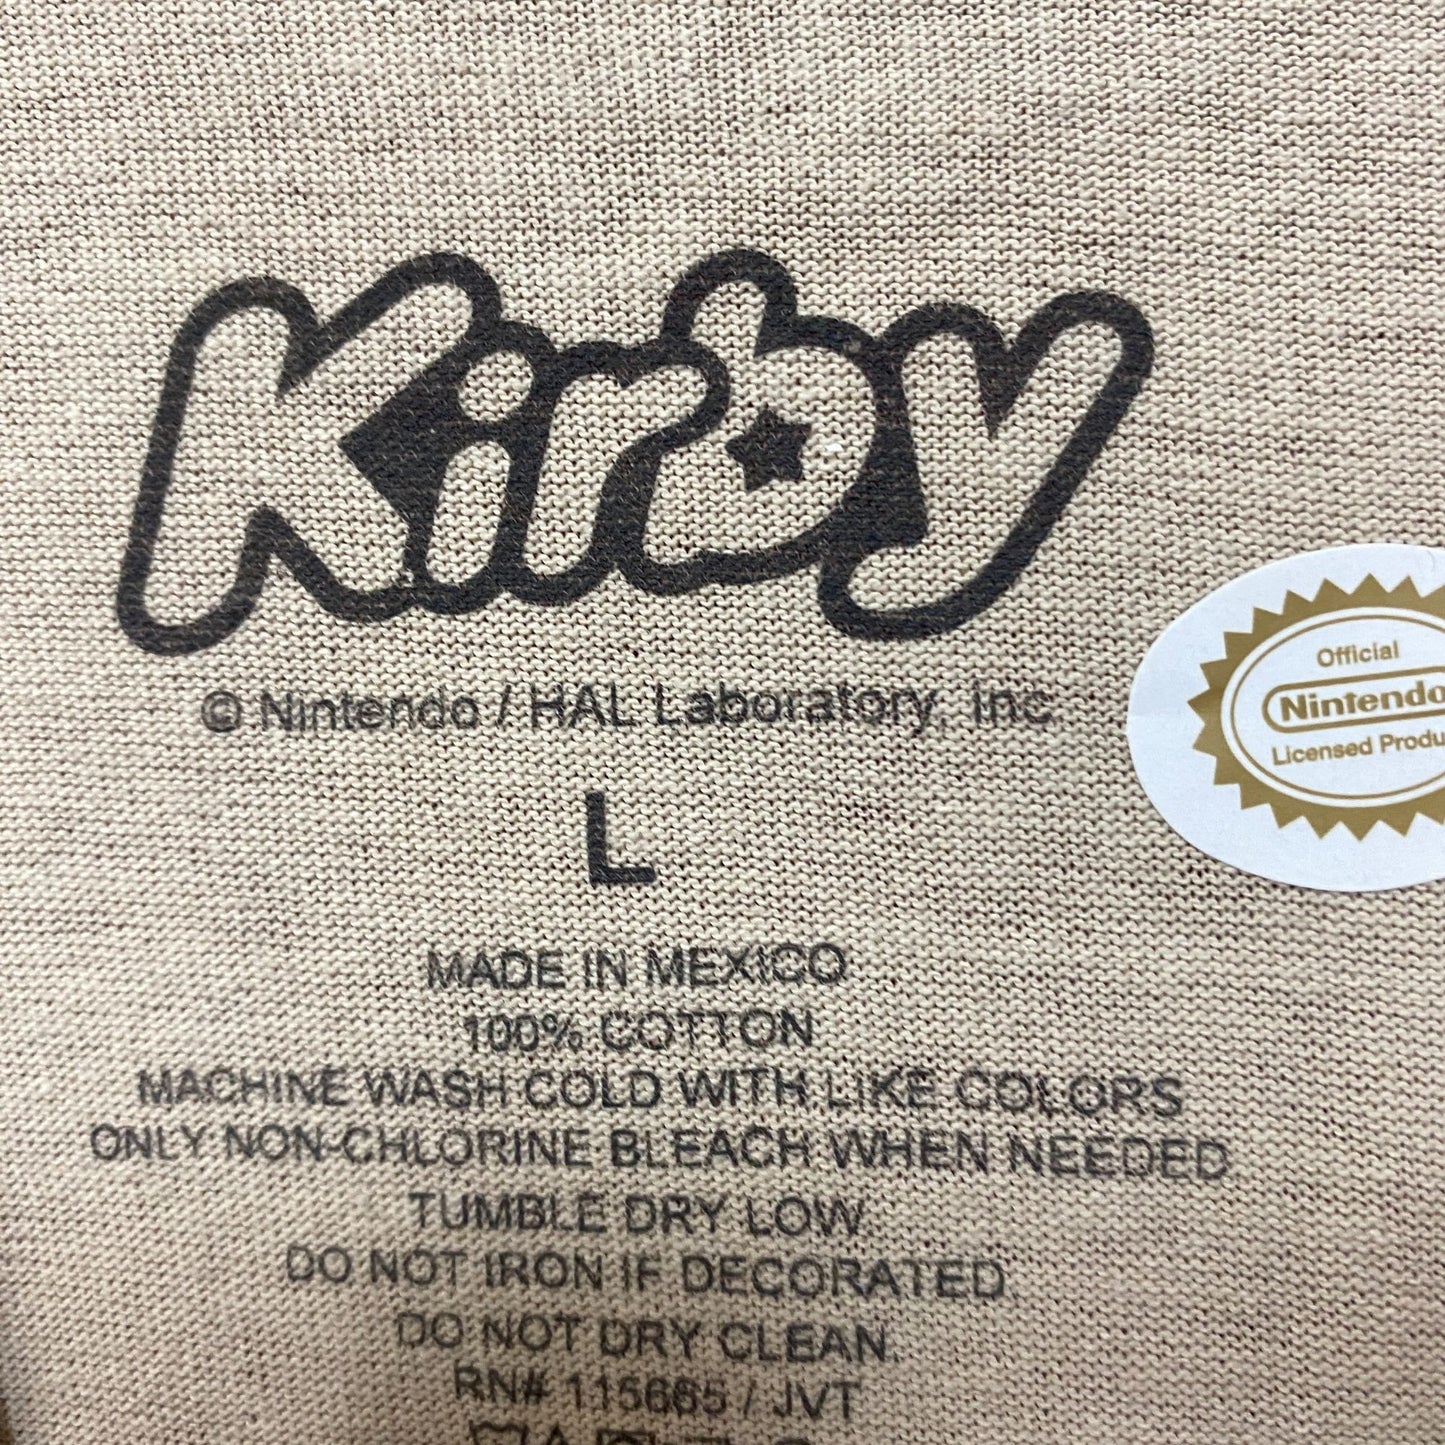 Kirby
© Nintendo / HAL Laboratory, Inc
L
MADE IN MEXICO
100% COTTON
MACHINE WASH COLD WITH LIKE COLORS
ONLY NON-CHLORINE BLEACH WHEN NEEDED
TUMBLE DRY LOW
DO NOT IRON IF DECORATED
DO NOT DRY CLEAN.
RN# 115665 / JVT
Official
Nintendo
Licensed Produ